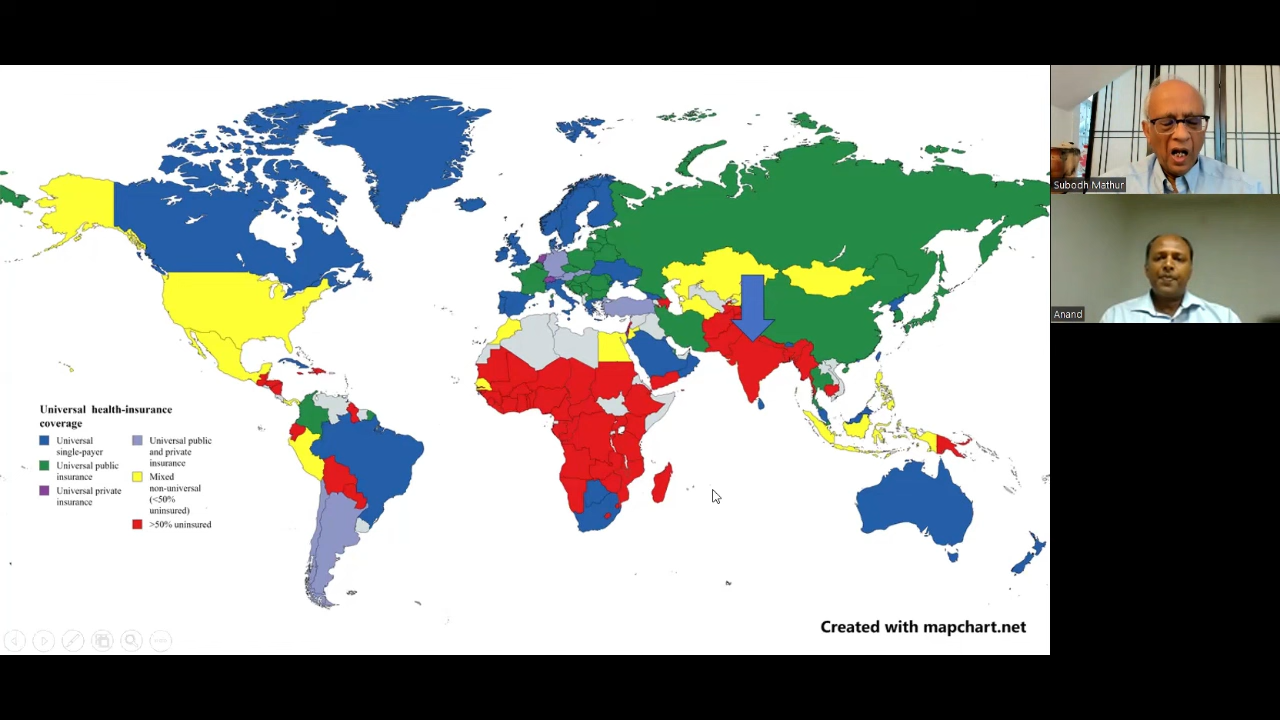 Universal health-insurance
coverage
Universal
single-payer
Universal public
insurance
Universal private
insurance
Universal public
and private
insurance
Mixed
non-universal
(<50%
uninsured)
>50% uninsured
Created with mapchart.net
Subodh Mathur
Anand